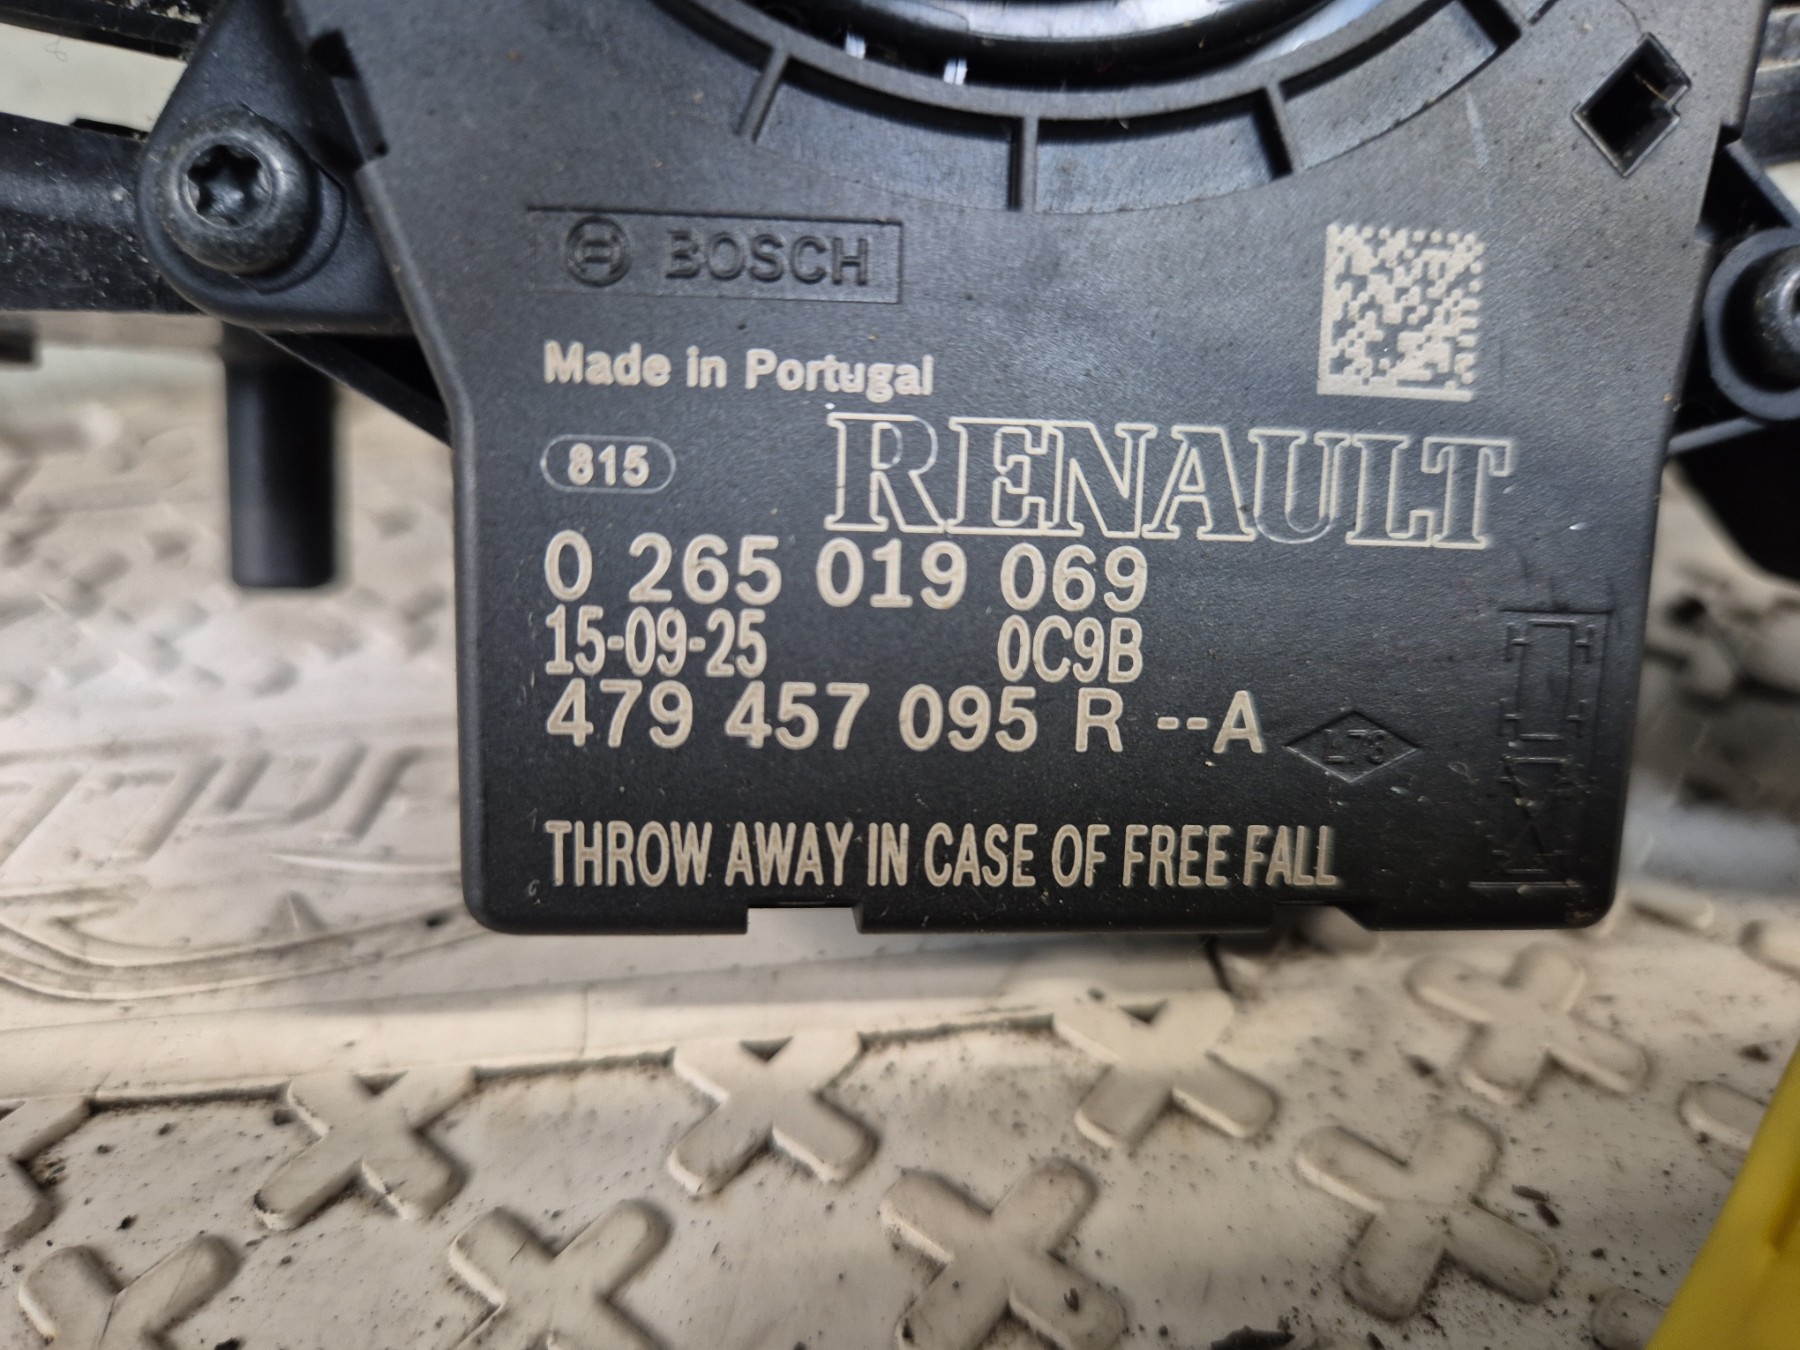 BOSCH
Made in Portugal
815
RENAULT
0 265 019 069
15-09-25 0C9B
479 457 095 R --A
THROW AWAY IN CASE OF FREE FALL